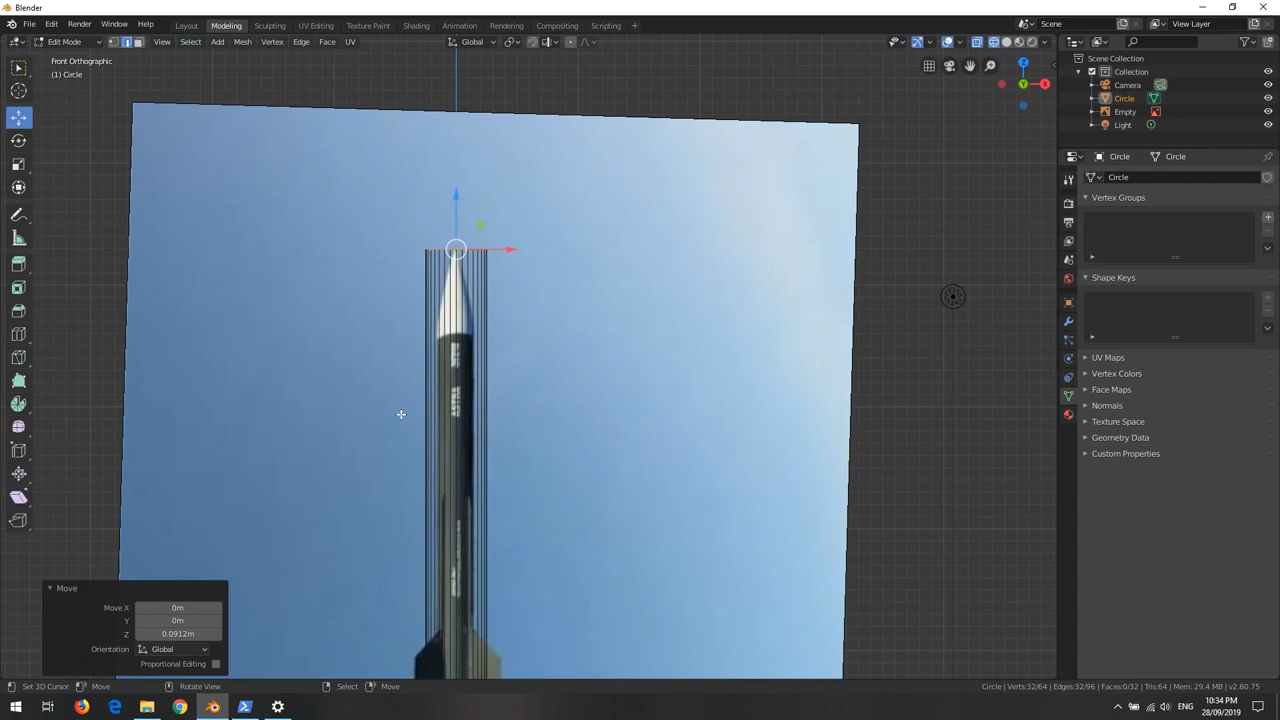 Blender
File Edit Render Window Help Layout Modeling Sculpting UV Editing Texture Paint Shading Animation Rendering Compositing Scripting + Scene View Layer
Edit Mode View Select Add Mesh Vertex Edge Face UV Global
Front Orthographic
(1) Circle
Z
Y
X
Scene Collection
Collection
Camera
Circle
Empty
Light
Circle Circle
Circle
Vertex Groups
Shape Keys
UV Maps
Vertex Colors
Face Maps
Normals
Texture Space
Geometry Data
Custom Properties
Move
Move X 0m
Y 0m
Z 0.0912m
Orientation Global
Proportional Editing
Set 3D Cursor Move Rotate View Select Move Circle | Verts:32/64 | Edges:32/96 | Faces:0/32 | Tris:64 | Mem: 29.4 MB | v2.80.75
ENG 10:34 PM
28/09/2019